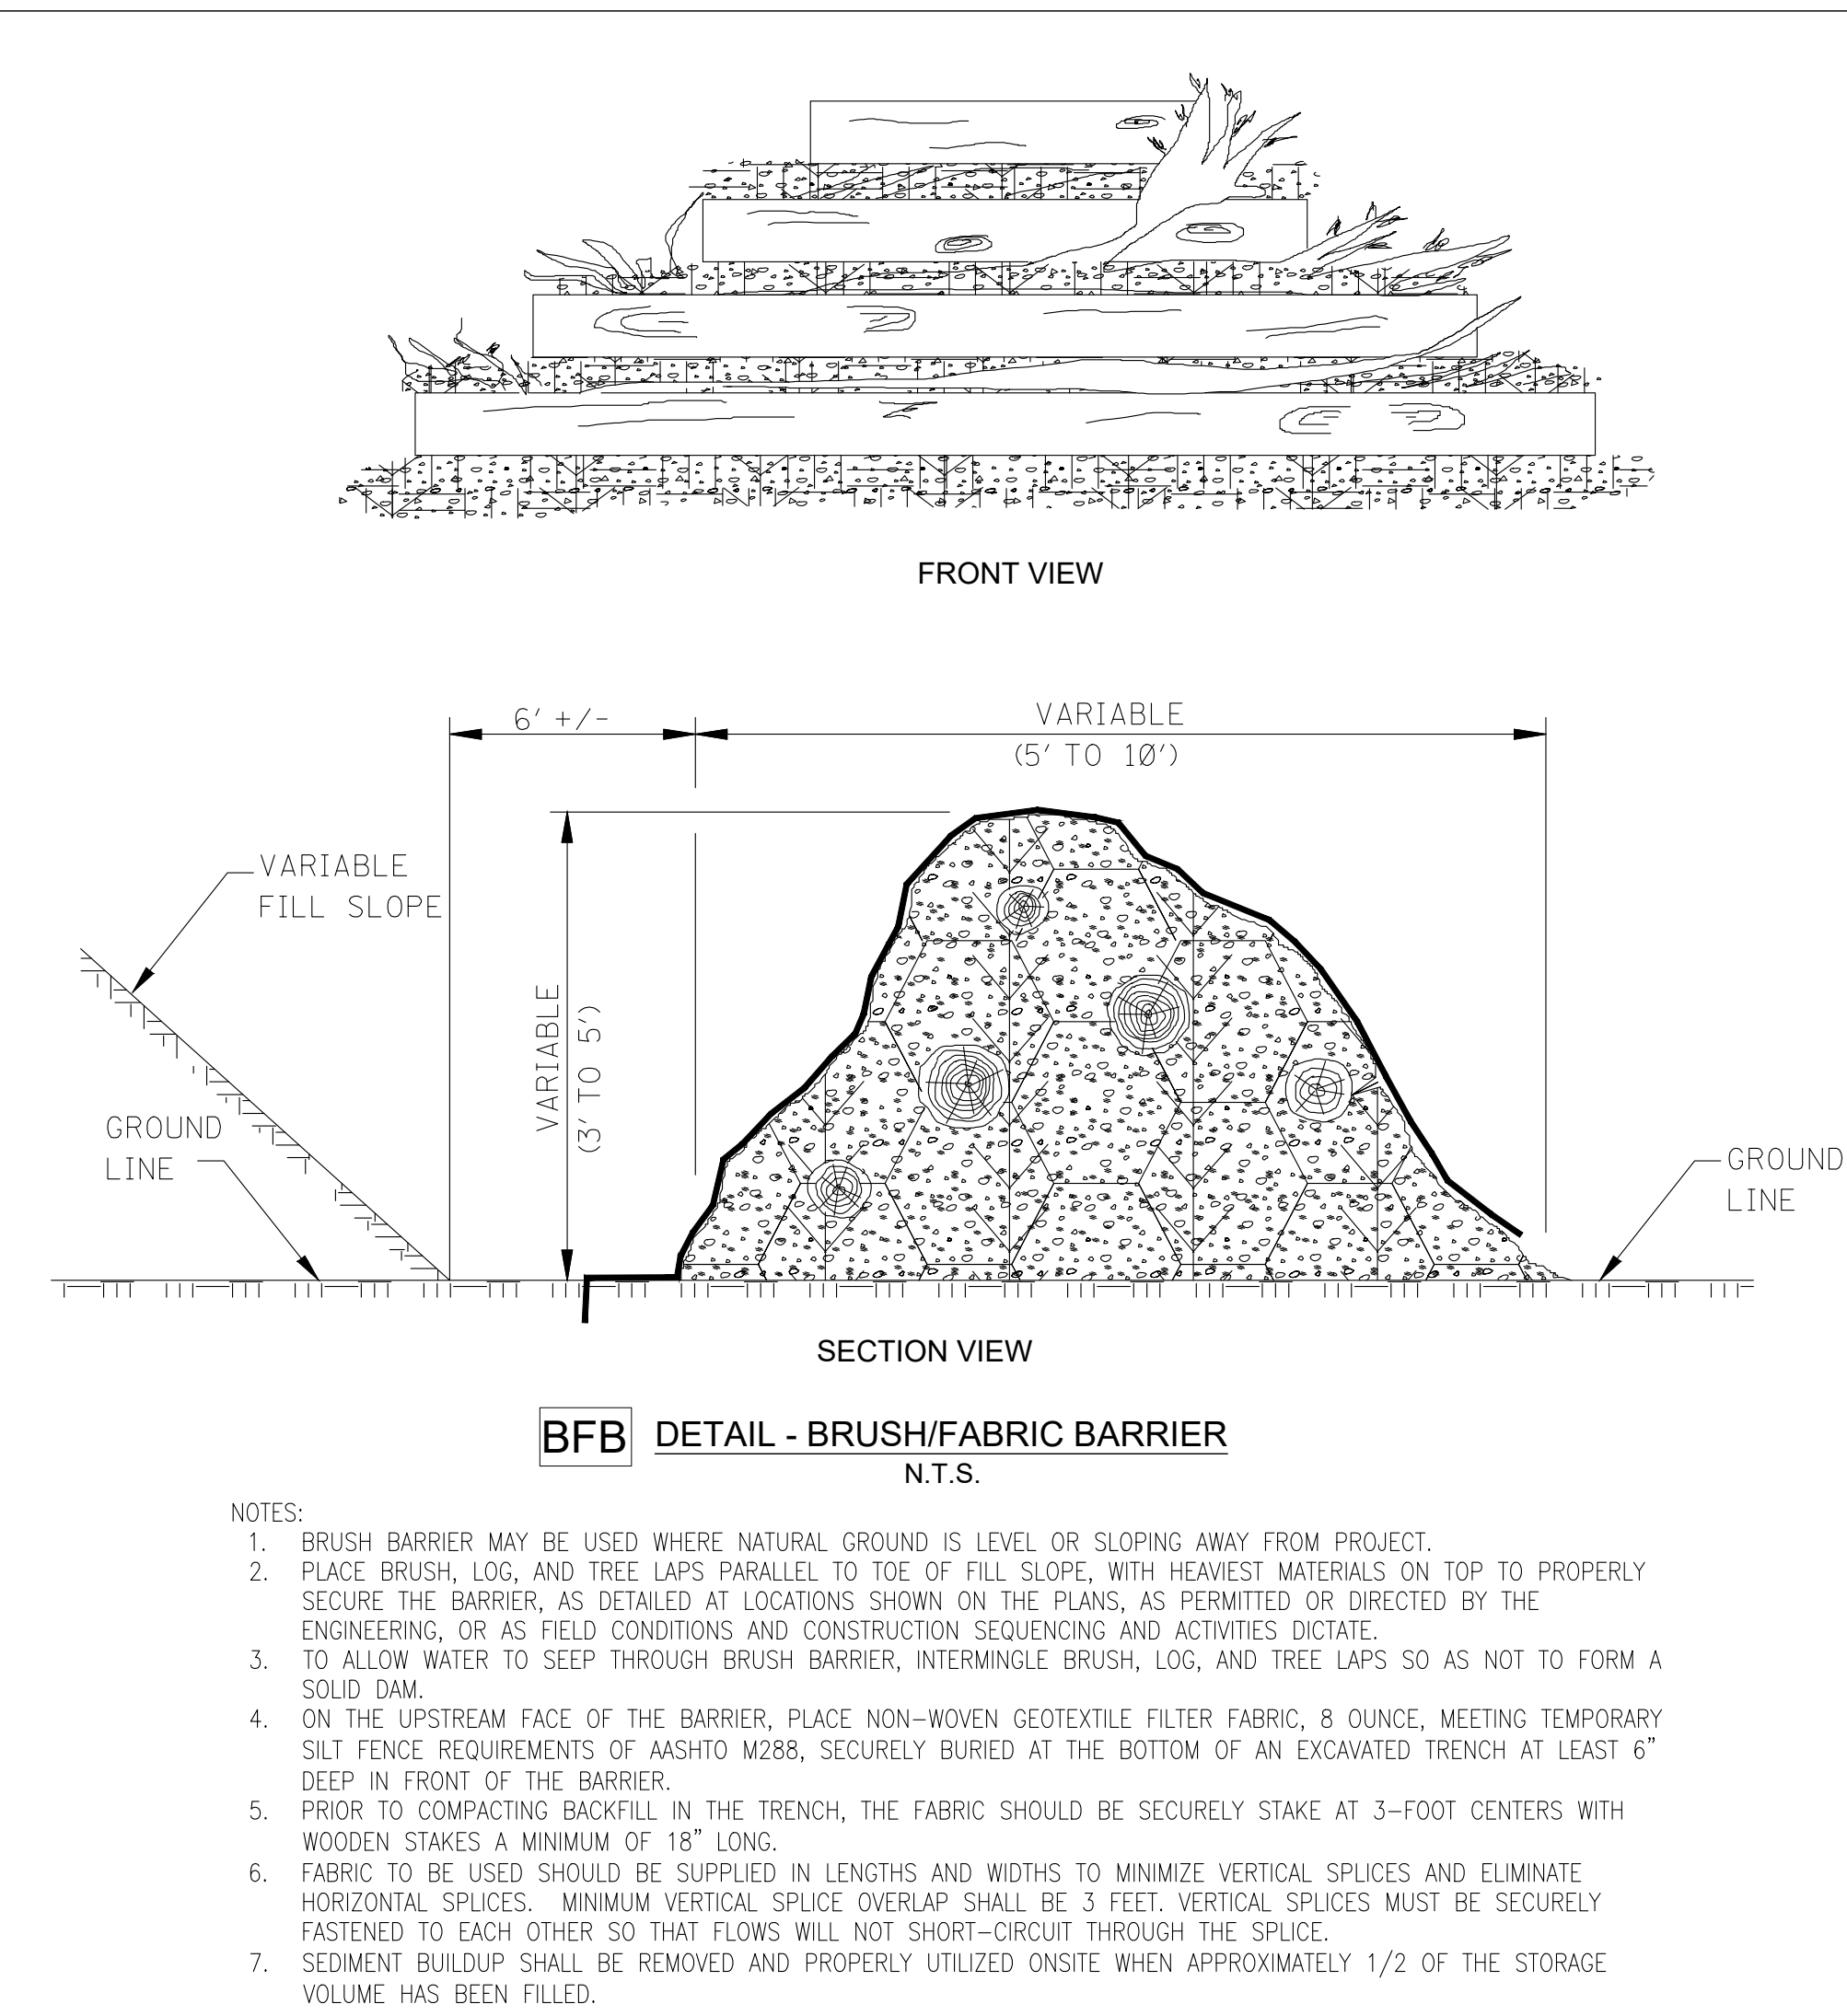 FRONT VIEW
6' +/-
VARIABLE
(5' TO 10')
VARIABLE
FILL SLOPE
VARIABLE
(3' TO 5')
GROUND
LINE
GROUND
LINE
SECTION VIEW
BFB DETAIL - BRUSH/FABRIC BARRIER
N.T.S.
NOTES:
1. BRUSH BARRIER MAY BE USED WHERE NATURAL GROUND IS LEVEL OR SLOPING AWAY FROM PROJECT.
2. PLACE BRUSH, LOG, AND TREE LAPS PARALLEL TO TOE OF FILL SLOPE, WITH HEAVIEST MATERIALS ON TOP TO PROPERLY
SECURE THE BARRIER, AS DETAILED AT LOCATIONS SHOWN ON THE PLANS, AS PERMITTED OR DIRECTED BY THE
ENGINEERING, OR AS FIELD CONDITIONS AND CONSTRUCTION SEQUENCING AND ACTIVITIES DICTATE.
3. TO ALLOW WATER TO SEEP THROUGH BRUSH BARRIER, INTERMINGLE BRUSH, LOG, AND TREE LAPS SO AS NOT TO FORM A
SOLID DAM.
4. ON THE UPSTREAM FACE OF THE BARRIER, PLACE NON-WOVEN GEOTEXTILE FILTER FABRIC, 8 OUNCE, MEETING TEMPORARY
SILT FENCE REQUIREMENTS OF AASHTO M288, SECURELY BURIED AT THE BOTTOM OF AN EXCAVATED TRENCH AT LEAST 6"
DEEP IN FRONT OF THE BARRIER.
5. PRIOR TO COMPACTING BACKFILL IN THE TRENCH, THE FABRIC SHOULD BE SECURELY STAKE AT 3-FOOT CENTERS WITH
WOODEN STAKES A MINIMUM OF 18" LONG.
6. FABRIC TO BE USED SHOULD BE SUPPLIED IN LENGTHS AND WIDTHS TO MINIMIZE VERTICAL SPLICES AND ELIMINATE
HORIZONTAL SPLICES. MINIMUM VERTICAL SPLICE OVERLAP SHALL BE 3 FEET. VERTICAL SPLICES MUST BE SECURELY
FASTENED TO EACH OTHER SO THAT FLOWS WILL NOT SHORT-CIRCUIT THROUGH THE SPLICE.
7. SEDIMENT BUILDUP SHALL BE REMOVED AND PROPERLY UTILIZED ONSITE WHEN APPROXIMATELY 1/2 OF THE STORAGE
VOLUME HAS BEEN FILLED.